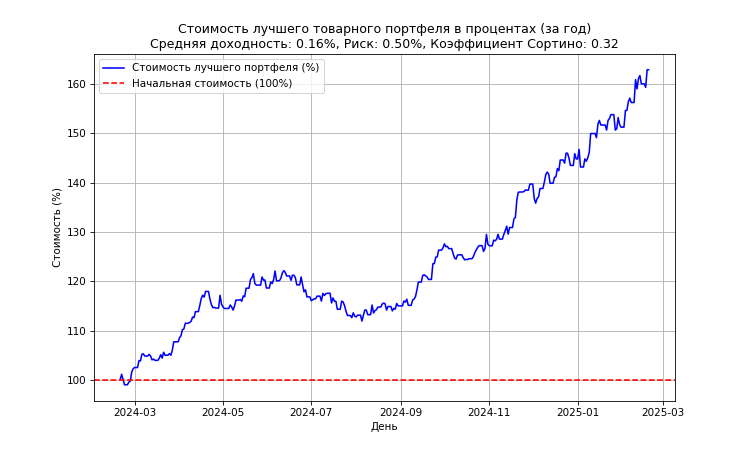 Стоимость лучшего товарного портфеля в процентах (за год)
Средняя доходность: 0.16%, Риск: 0.50%, Коэффициент Сортино: 0.32
Стоимость лучшего портфеля (%)
Начальная стоимость (100%)
160
150
140
130
120
110
100
Стоимость (%)
2024-03
2024-05
2024-07
2024-09
2024-11
2025-01
2025-03
День